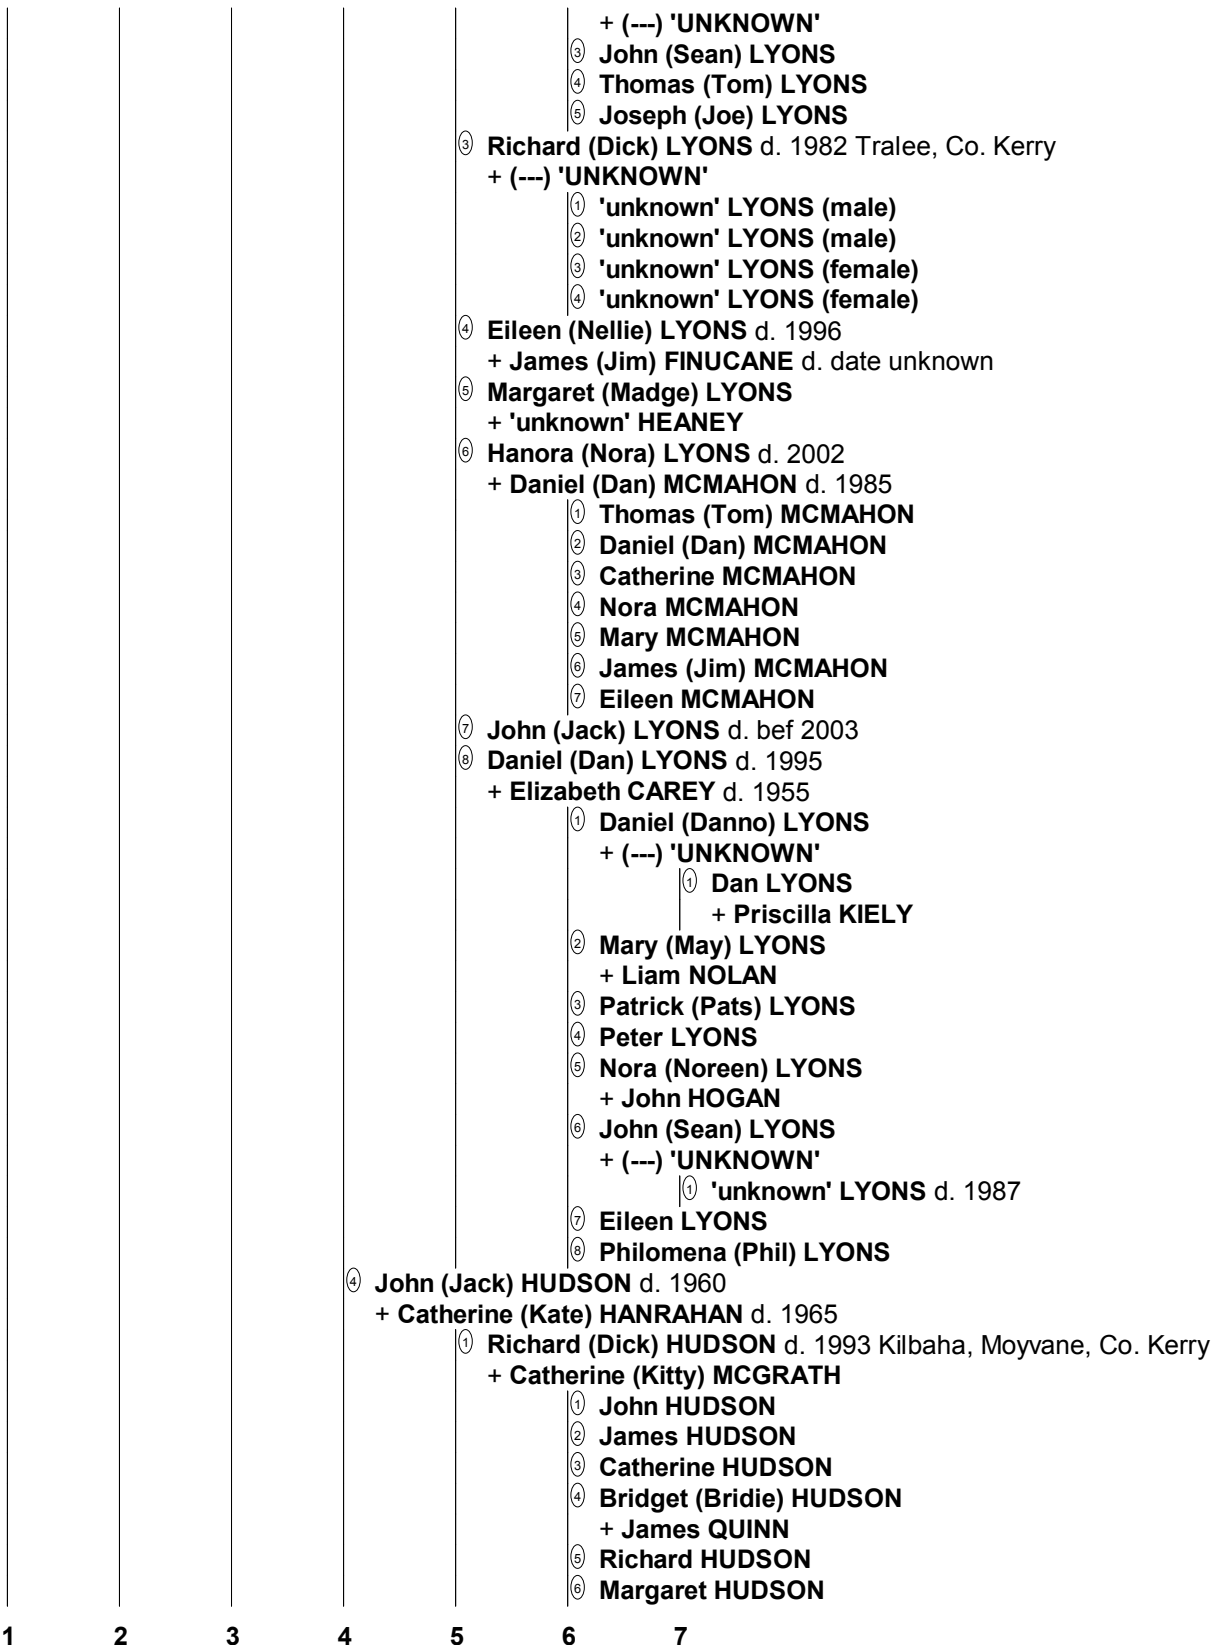 + (---) 'UNKNOWN'
3 John (Sean) LYONS
4 Thomas (Tom) LYONS
5 Joseph (Joe) LYONS
3 Richard (Dick) LYONS d. 1982 Tralee, Co. Kerry
+ (---) 'UNKNOWN'
1 'unknown' LYONS (male)
2 'unknown' LYONS (male)
3 'unknown' LYONS (female)
4 'unknown' LYONS (female)
4 Eileen (Nellie) LYONS d. 1996
+ James (Jim) FINUCANE d. date unknown
5 Margaret (Madge) LYONS
+ 'unknown' HEANEY
6 Hanora (Nora) LYONS d. 2002
+ Daniel (Dan) MCMAHON d. 1985
1 Thomas (Tom) MCMAHON
2 Daniel (Dan) MCMAHON
3 Catherine MCMAHON
4 Nora MCMAHON
5 Mary MCMAHON
6 James (Jim) MCMAHON
7 Eileen MCMAHON
7 John (Jack) LYONS d. bef 2003
8 Daniel (Dan) LYONS d. 1995
+ Elizabeth CAREY d. 1955
1 Daniel (Danno) LYONS
+ (---) 'UNKNOWN'
1 Dan LYONS
+ Priscilla KIELY
2 Mary (May) LYONS
+ Liam NOLAN
3 Patrick (Pats) LYONS
4 Peter LYONS
5 Nora (Noreen) LYONS
+ John HOGAN
6 John (Sean) LYONS
+ (---) 'UNKNOWN'
1 'unknown' LYONS d. 1987
7 Eileen LYONS
8 Philomena (Phil) LYONS
4 John (Jack) HUDSON d. 1960
+ Catherine (Kate) HANRAHAN d. 1965
1 Richard (Dick) HUDSON d. 1993 Kilbaha, Moyvane, Co. Kerry
+ Catherine (Kitty) MCGRATH
1 John HUDSON
2 James HUDSON
3 Catherine HUDSON
4 Bridget (Bridie) HUDSON
+ James QUINN
5 Richard HUDSON
6 Margaret HUDSON
1 2 3 4 5 6 7